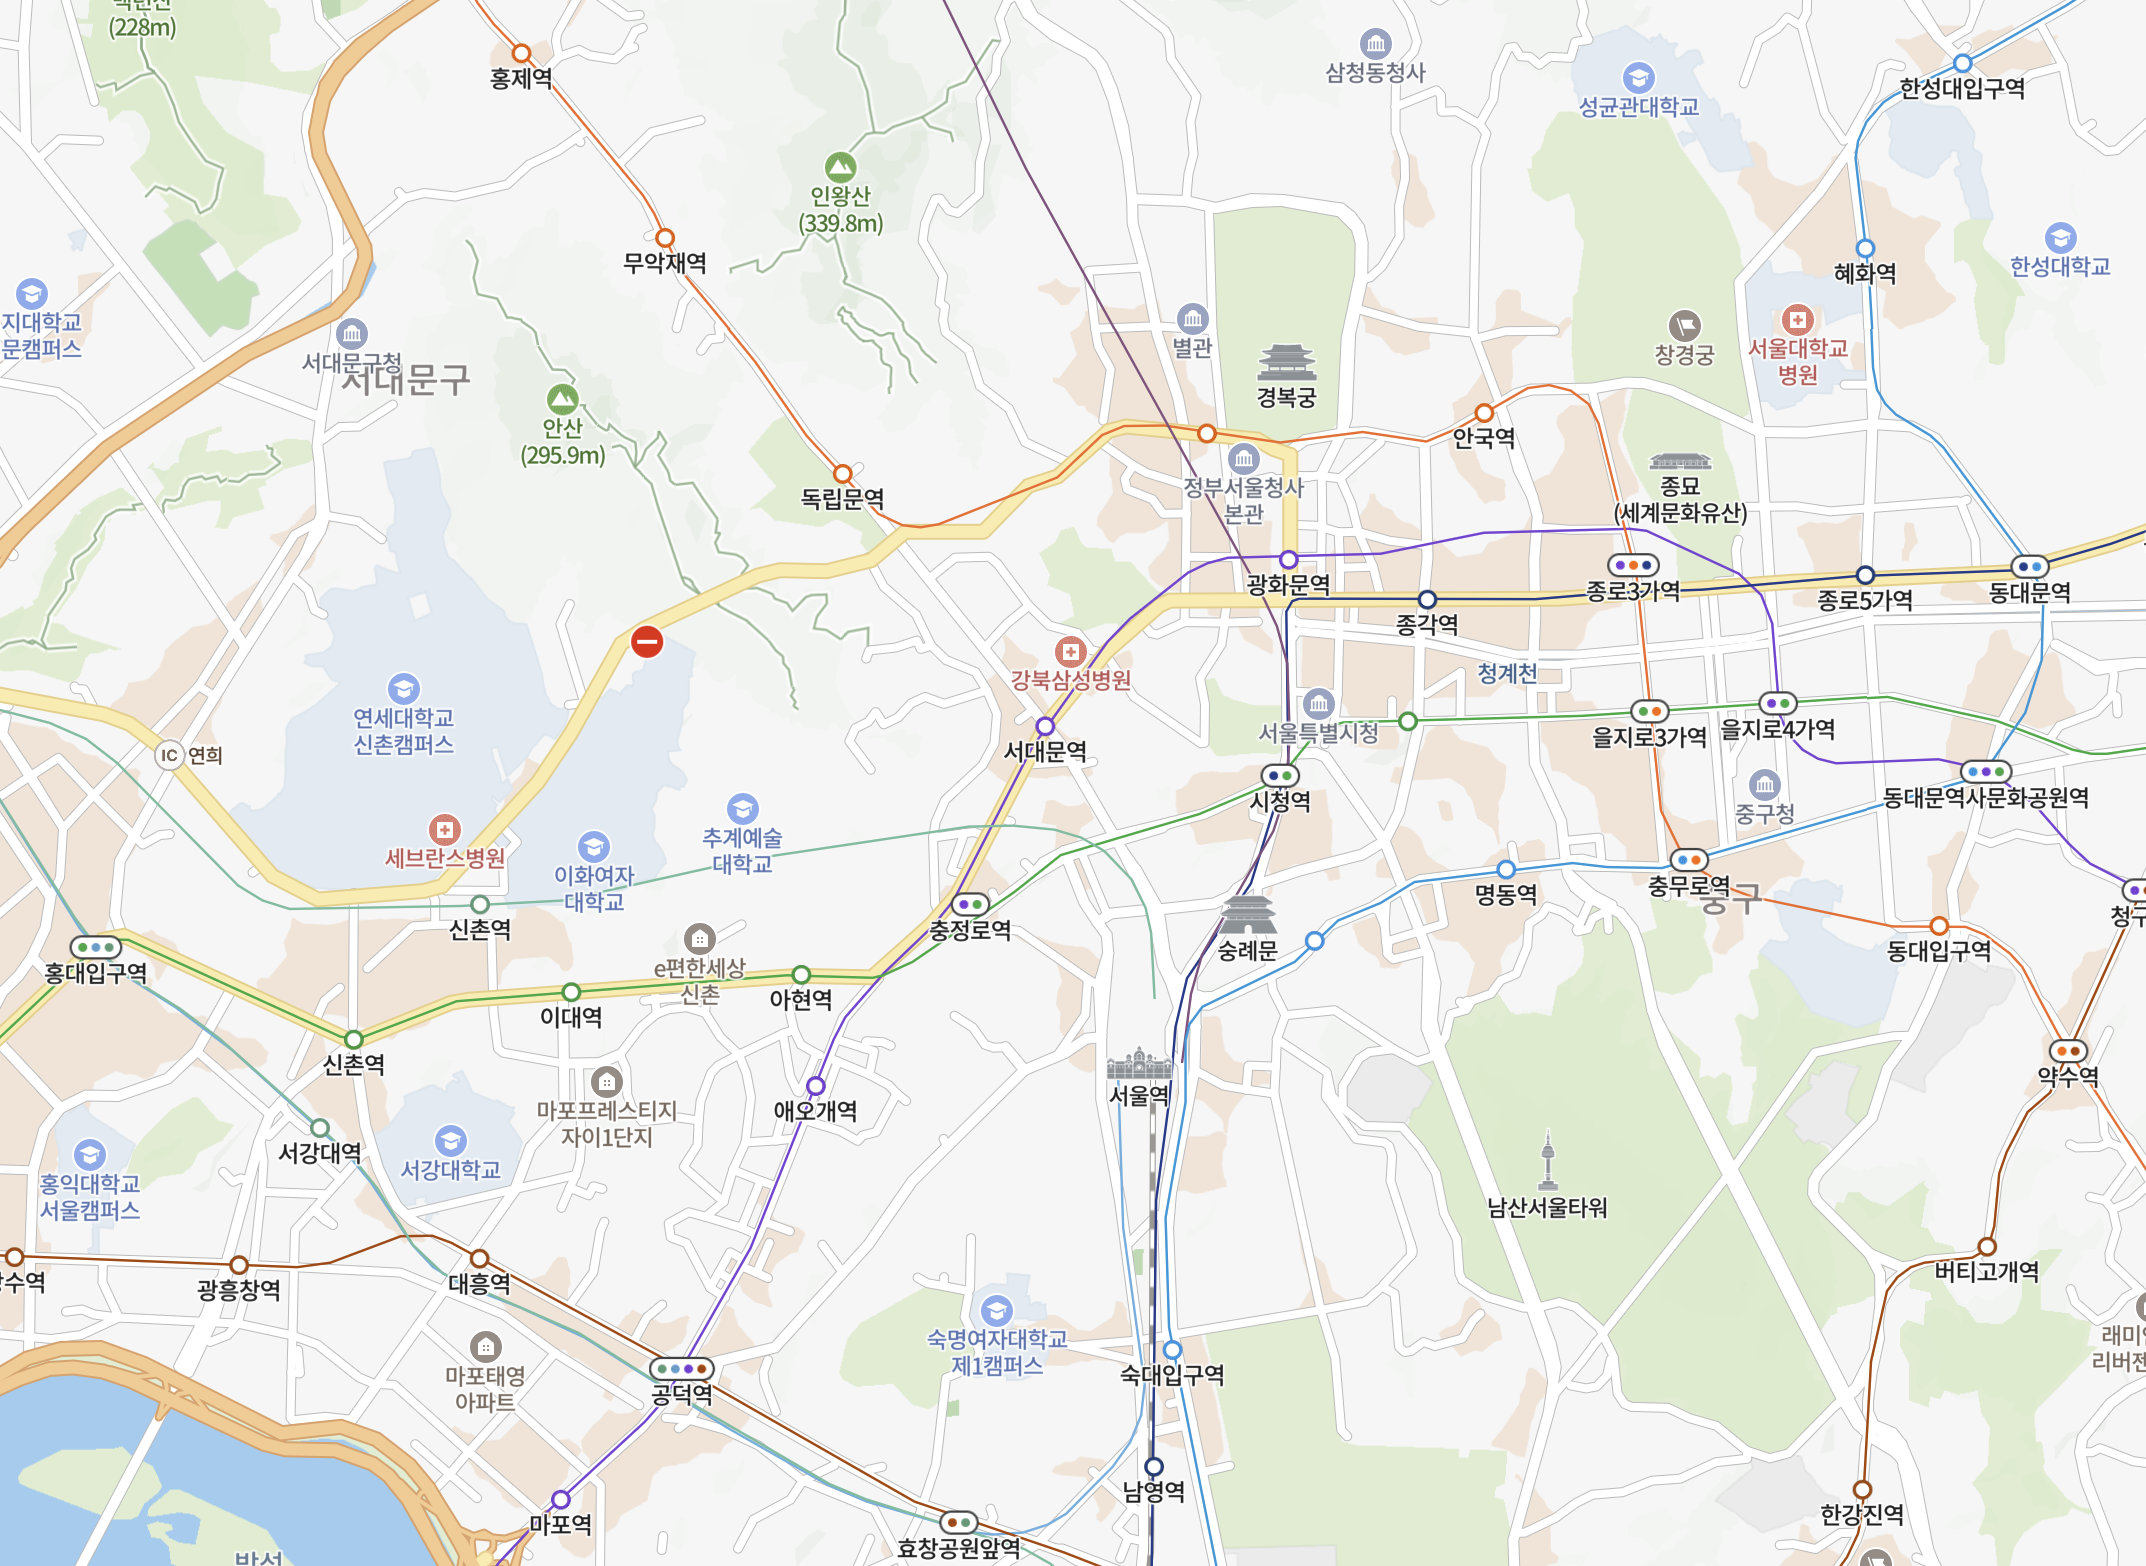 (228m)
홍제역
삼청동청사
성균관대학교
한성대입구역
인왕산
(339.8m)
무악재역
혜화역
한성대학교
지대학교
문캠퍼스
서대문구청
서대문구
별관
경복궁
창경궁
서울대학교
병원
안산
(295.9m)
안국역
독립문역
정부서울청사
본관
종묘
(세계문화유산)
광화문역
종로3가역
종로5가역
동대문역
종각역
강북삼성병원
청계천
연세대학교
신촌캠퍼스
IC 연희
서대문역
서울특별시청
을지로3가역
을지로4가역
시청역
중구청
동대문역사문화공원역
세브란스병원
이화여자
대학교
추계예술
대학교
명동역
충무로역
중구
신촌역
충정로역
숭례문
동대입구역
청구
홍대입구역
e편한세상
신촌
아현역
이대역
신촌역
서울역
약수역
마포프레스티지
자이1단지
애오개역
서강대역
서강대학교
홍익대학교
서울캠퍼스
남산서울타워
수역
광흥창역
대흥역
버티고개역
숙명여자대학교
제1캠퍼스
래미
리버젠
마포태영
아파트
공덕역
숙대입구역
남영역
마포역
효창공원앞역
한강진역